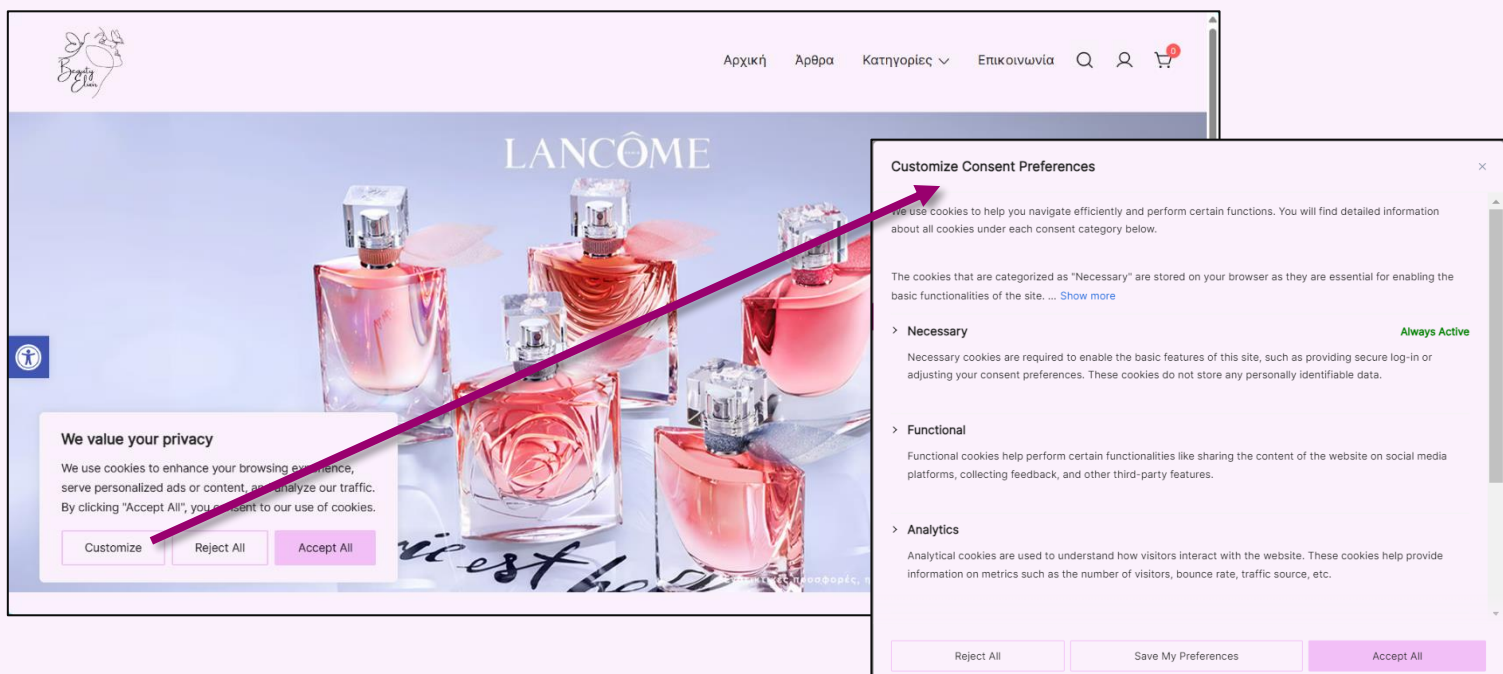 Beauty
Elixir
Αρχική Άρθρα Κατηγορίες Επικοινωνία 0
LANCÔME
We value your privacy
We use cookies to enhance your browsing experience,
serve personalized ads or content, and analyze our traffic.
By clicking "Accept All", you consent to our use of cookies.
Customize Reject All Accept All
vie est
προσφορές,
Customize Consent Preferences
We use cookies to help you navigate efficiently and perform certain functions. You will find detailed information
about all cookies under each consent category below.
The cookies that are categorized as "Necessary" are stored on your browser as they are essential for enabling the
basic functionalities of the site. ... Show more
Necessary Always Active
Necessary cookies are required to enable the basic features of this site, such as providing secure log-in or
adjusting your consent preferences. These cookies do not store any personally identifiable data.
Functional
Functional cookies help perform certain functionalities like sharing the content of the website on social media
platforms, collecting feedback, and other third-party features.
Analytics
Analytical cookies are used to understand how visitors interact with the website. These cookies help provide
information on metrics such as the number of visitors, bounce rate, traffic source, etc.
Reject All Save My Preferences Accept All